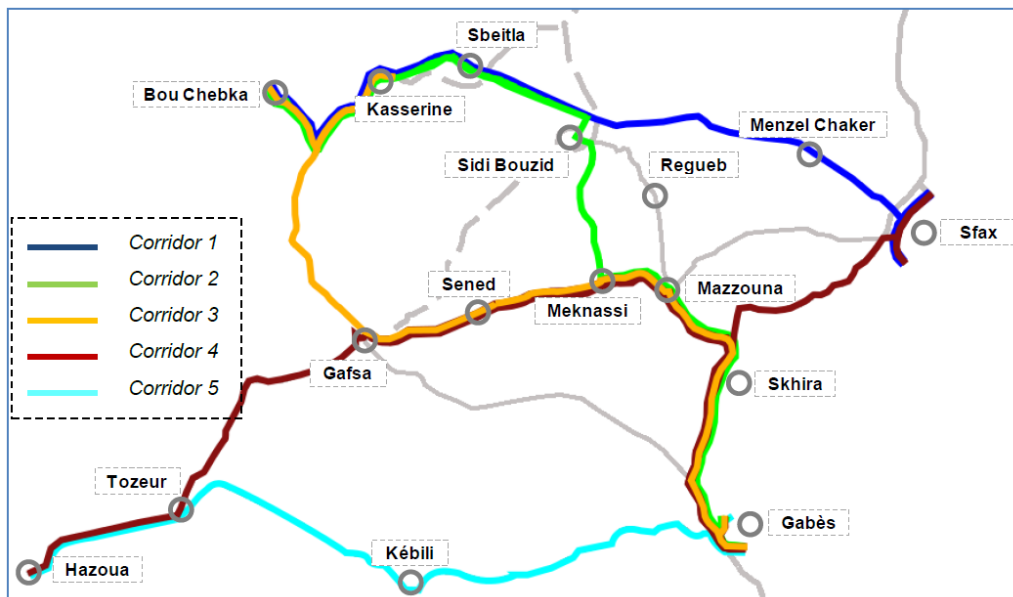 Sbeitla
Bou Chebka
Kasserine
Menzel Chaker
Sidi Bouzid
Regueb
Corridor 1
Sfax
Corridor 2
Sened
Mazzouna
Corridor 3
Meknassi
Corridor 4
Gafsa
Skhira
Corridor 5
Tozeur
Gabès
Kébili
Hazoua